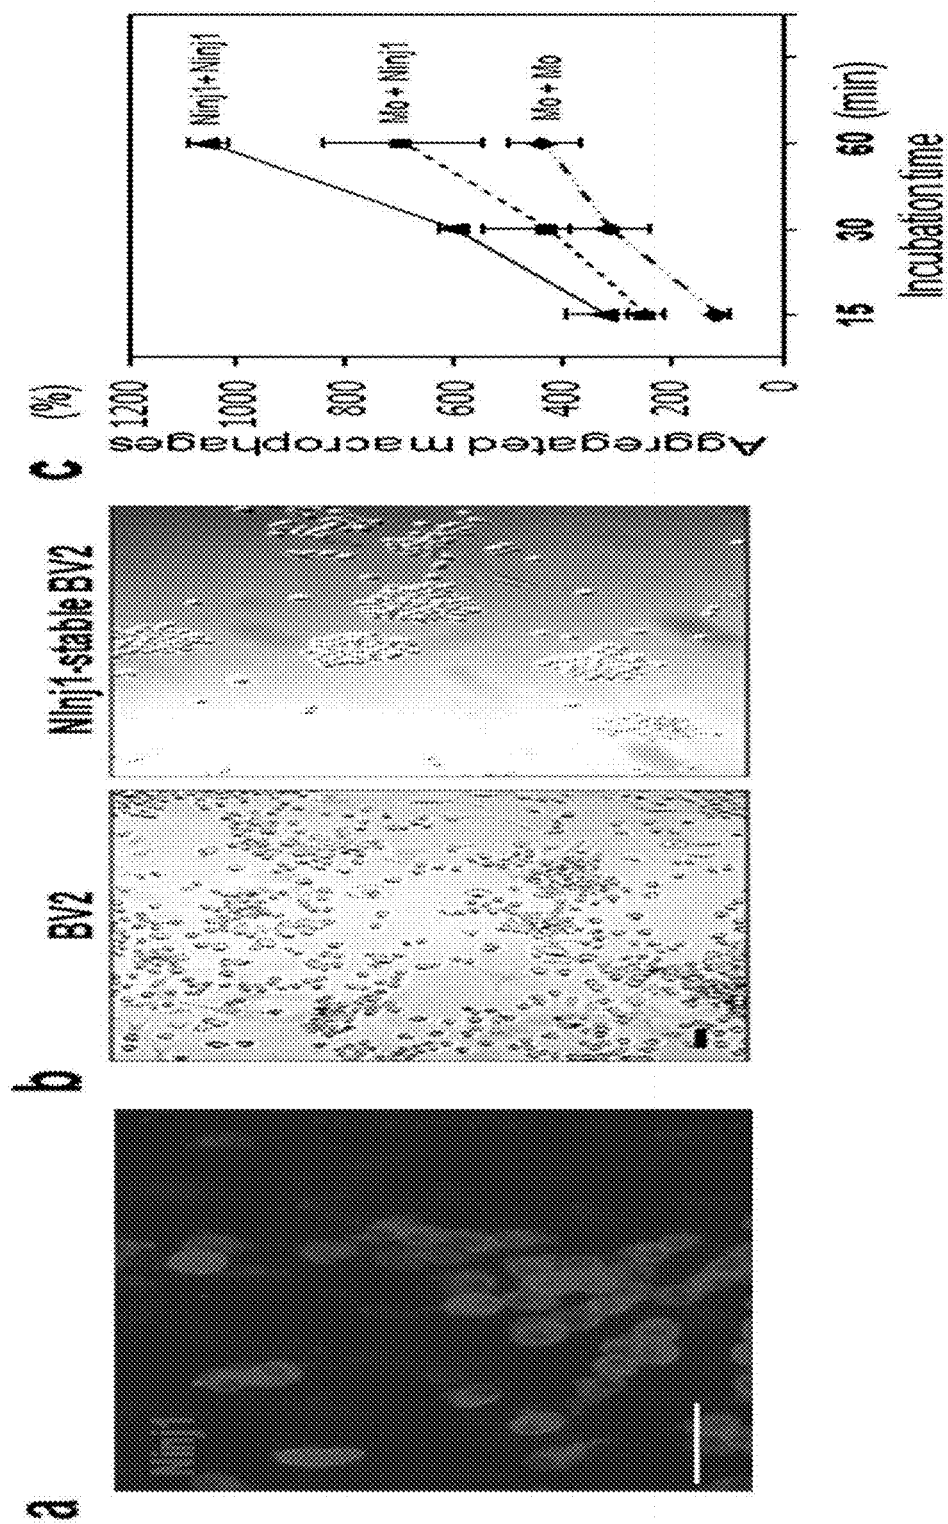 a
Ninj1
b
BV2
NInj1-stable BV2
c
(%)
Aggregated macrophages
1200
1000
800
600
400
200
0
Ninj1+Ninj1
Mo + Ninj1
Mo + Mo
15
30
60
(min)
Incubation time